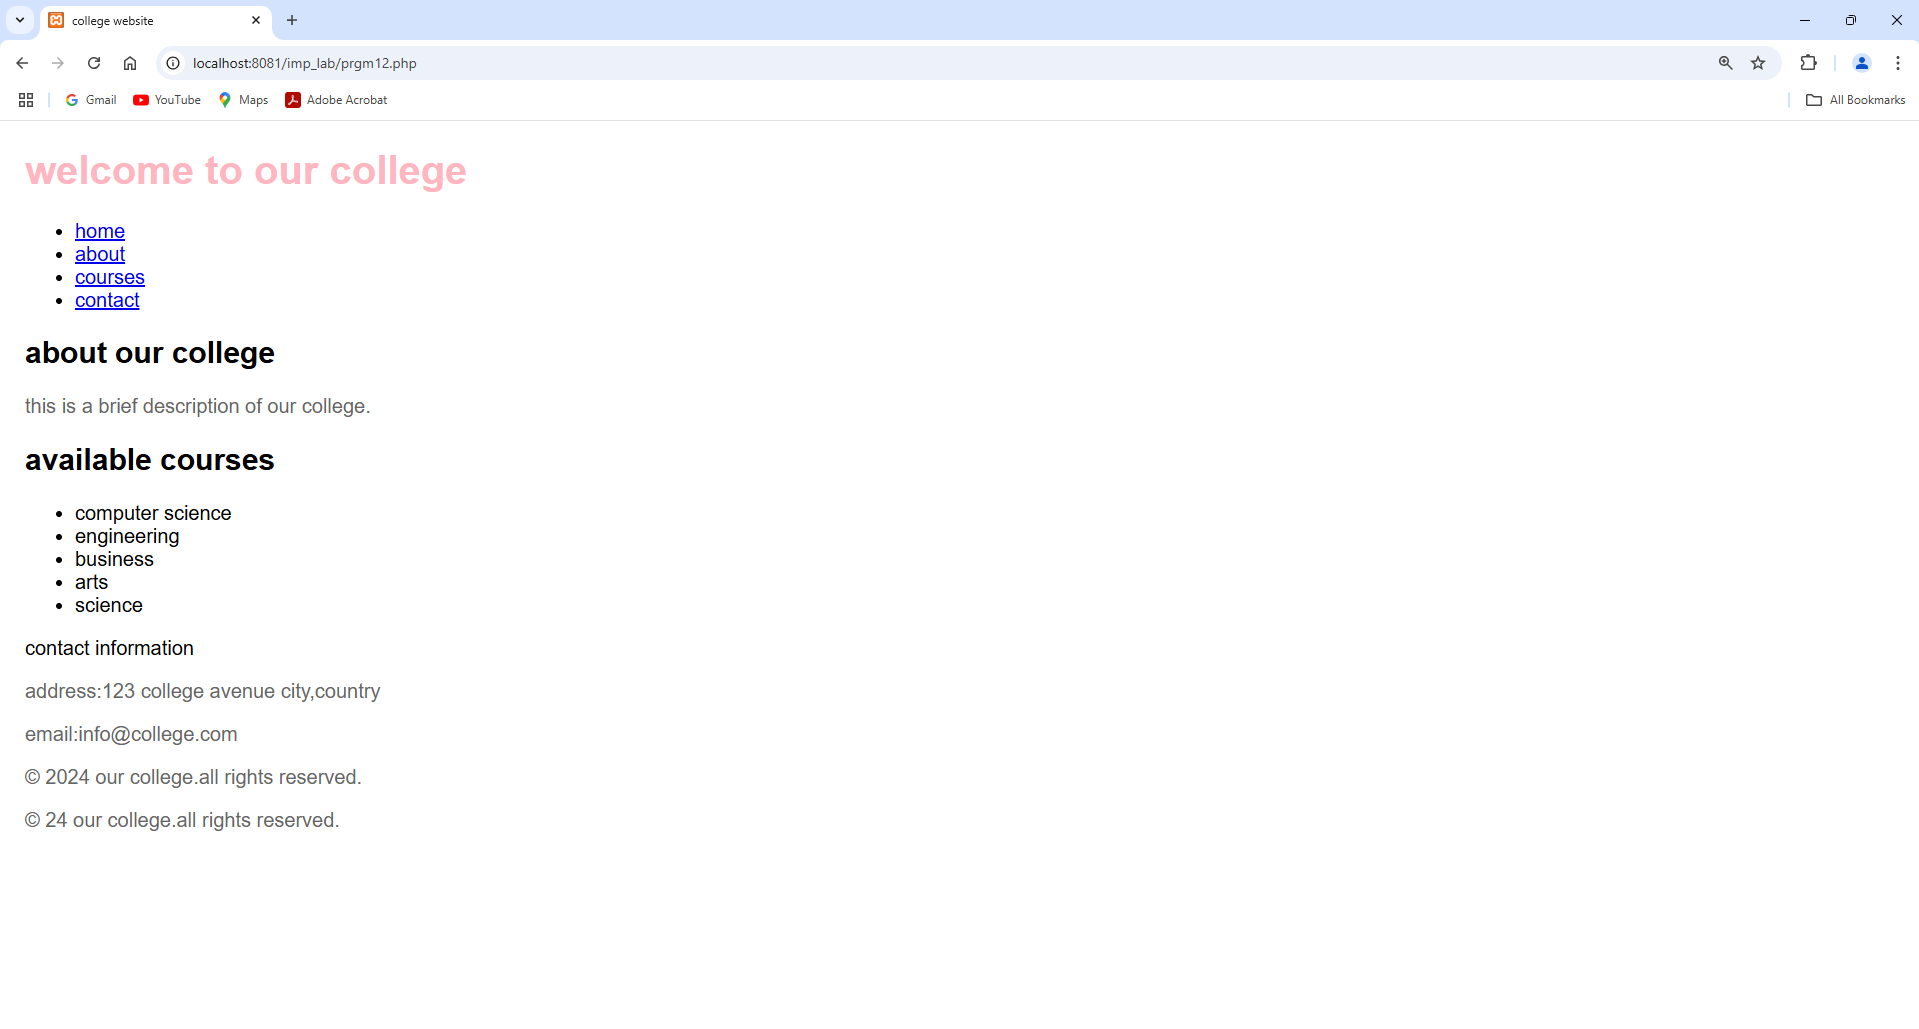 college website
localhost:8081/imp_lab/prgm12.php
Gmail YouTube Maps Adobe Acrobat All Bookmarks
welcome to our college
home
about
courses
contact
about our college
this is a brief description of our college.
available courses
computer science
engineering
business
arts
science
contact information
address:123 college avenue city,country
email:info@college.com
© 2024 our college.all rights reserved.
© 24 our college.all rights reserved.